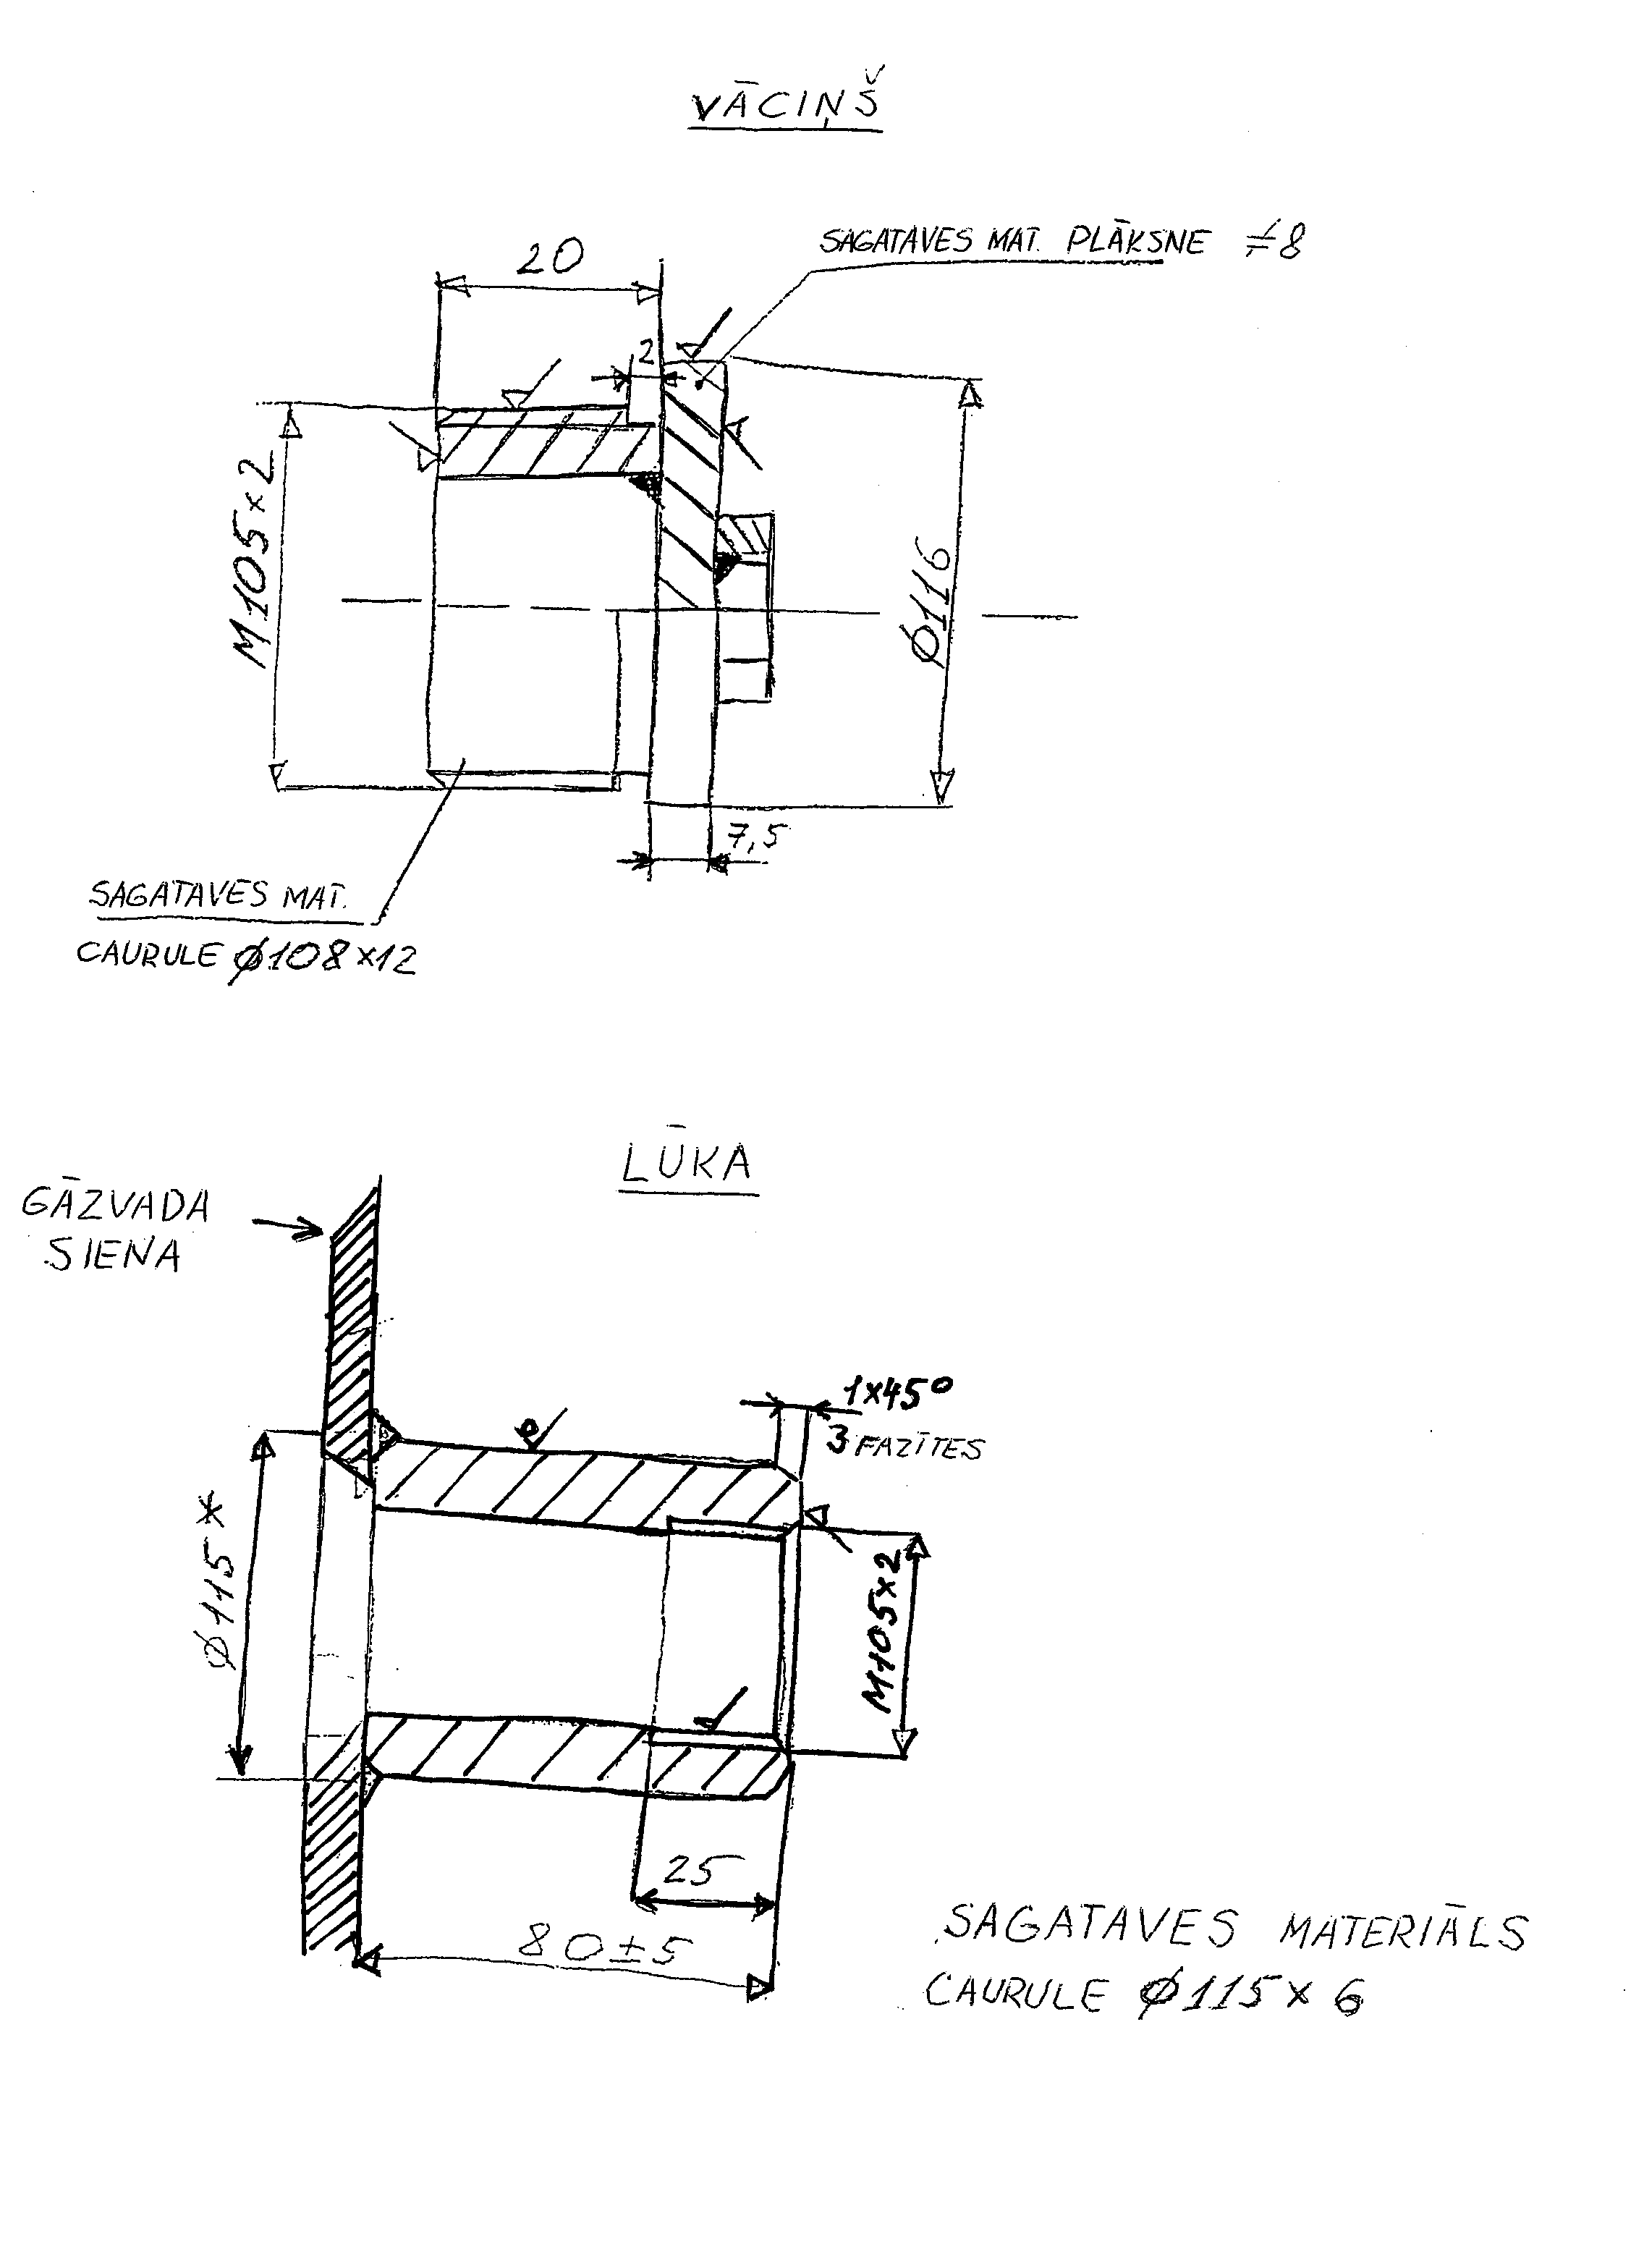 VĀCIŅŠ
SAGATAVES MAT. PLĀKSNE ≠8
20
2
M105×2
Ø116
7,5
SAGATAVES MAT.
CAURULE Ø108×12
LŪKA
GĀZVADA
SIENA
1×45°
3 FAZĪTES
Ø115*
M105×2
25
80±5
SAGATAVES MATERIĀLS
CAURULE Ø115×6